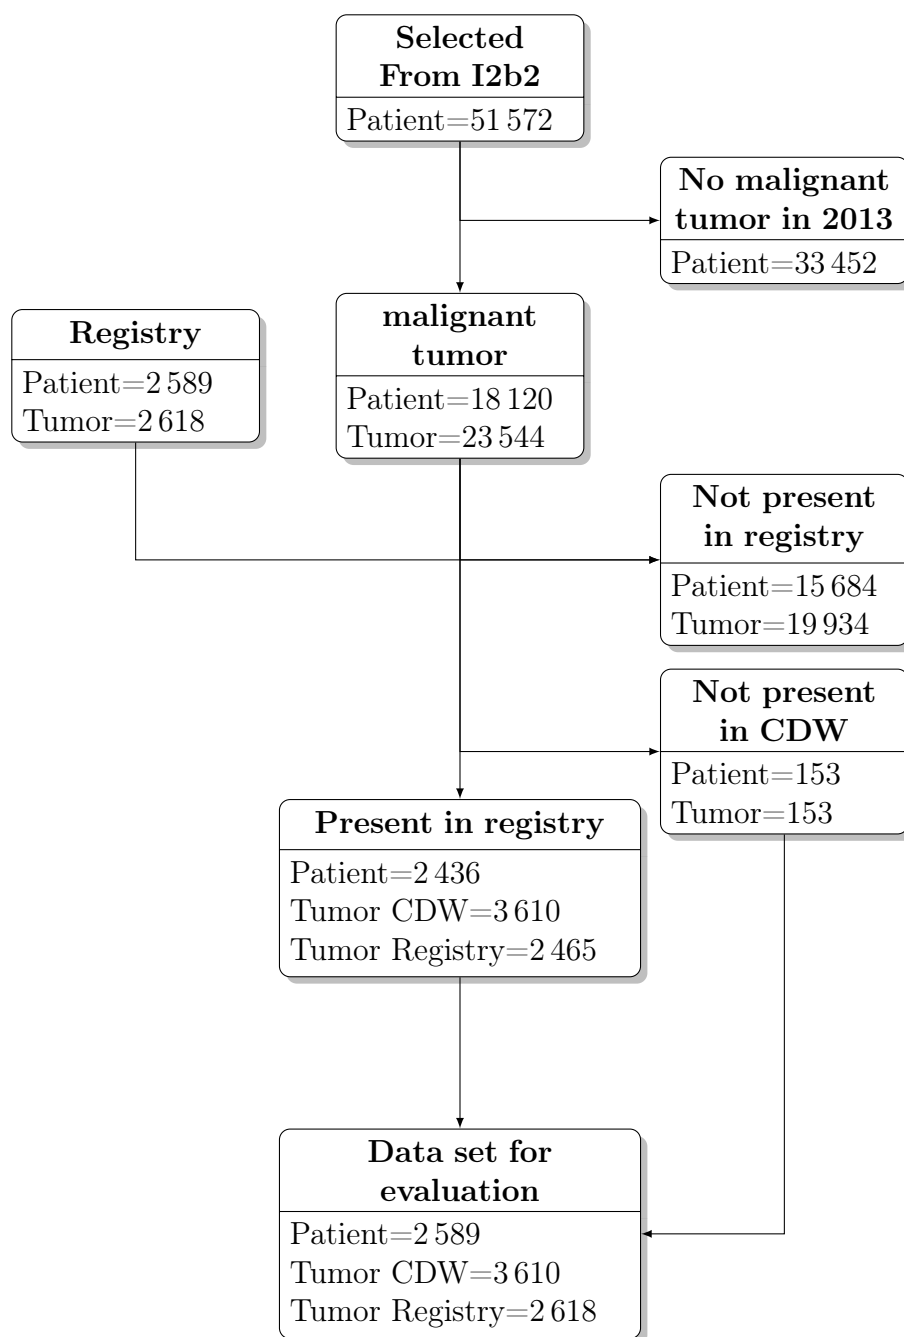 Selected
From I2b2
Patient=51 572
No malignant
tumor in 2013
Patient=33 452
Registry
Patient=2 589
Tumor=2 618
malignant
tumor
Patient=18 120
Tumor=23 544
Not present
in registry
Patient=15 684
Tumor=19 934
Not present
in CDW
Patient=153
Tumor=153
Present in registry
Patient=2 436
Tumor CDW=3 610
Tumor Registry=2 465
Data set for
evaluation
Patient=2 589
Tumor CDW=3 610
Tumor Registry=2 618